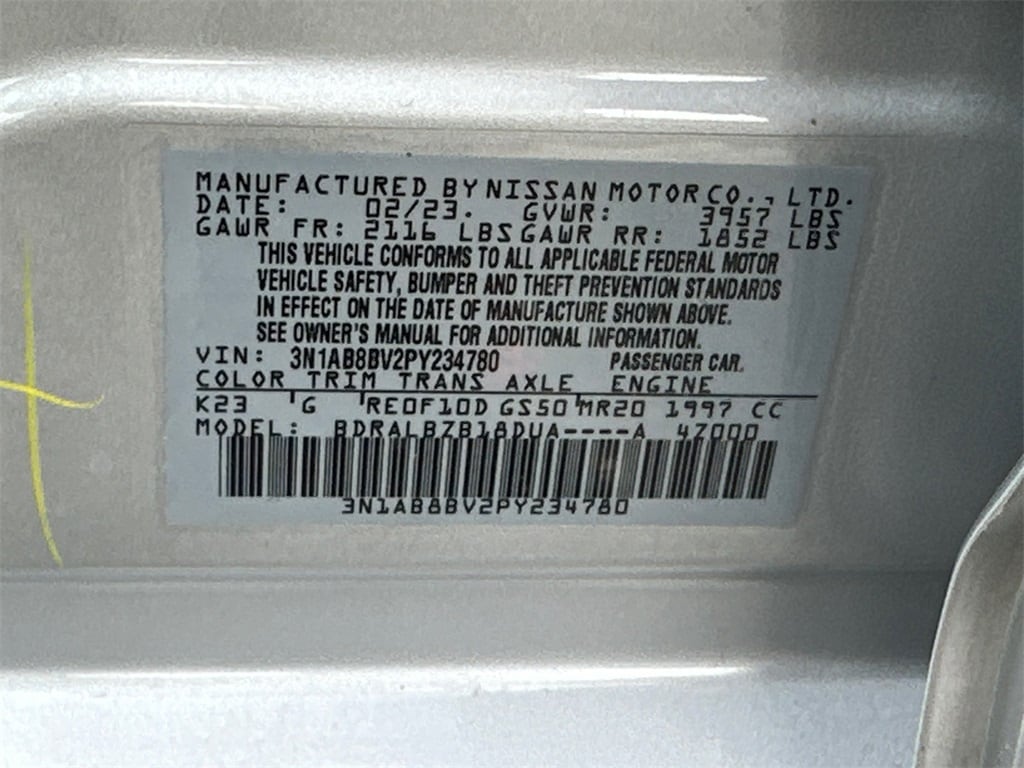 MANUFACTURED BY NISSAN MOTOR CO., LTD.
DATE: 02/23. GVWR: 3957 LBS
GAWR FR: 2116 LBS GAWR RR: 1852 LBS
THIS VEHICLE CONFORMS TO ALL APPLICABLE FEDERAL MOTOR
VEHICLE SAFETY, BUMPER AND THEFT PREVENTION STANDARDS
IN EFFECT ON THE DATE OF MANUFACTURE SHOWN ABOVE.
SEE OWNER'S MANUAL FOR ADDITIONAL INFORMATION.
VIN: 3N1AB8BV2PY234780 PASSENGER CAR.
COLOR TRIM TRANS AXLE ENGINE
K23 G RE0F10D GS50 MR20 1997 CC
MODEL: BDRALBZB18DUA----A 47000
3N1AB8BV2PY234780